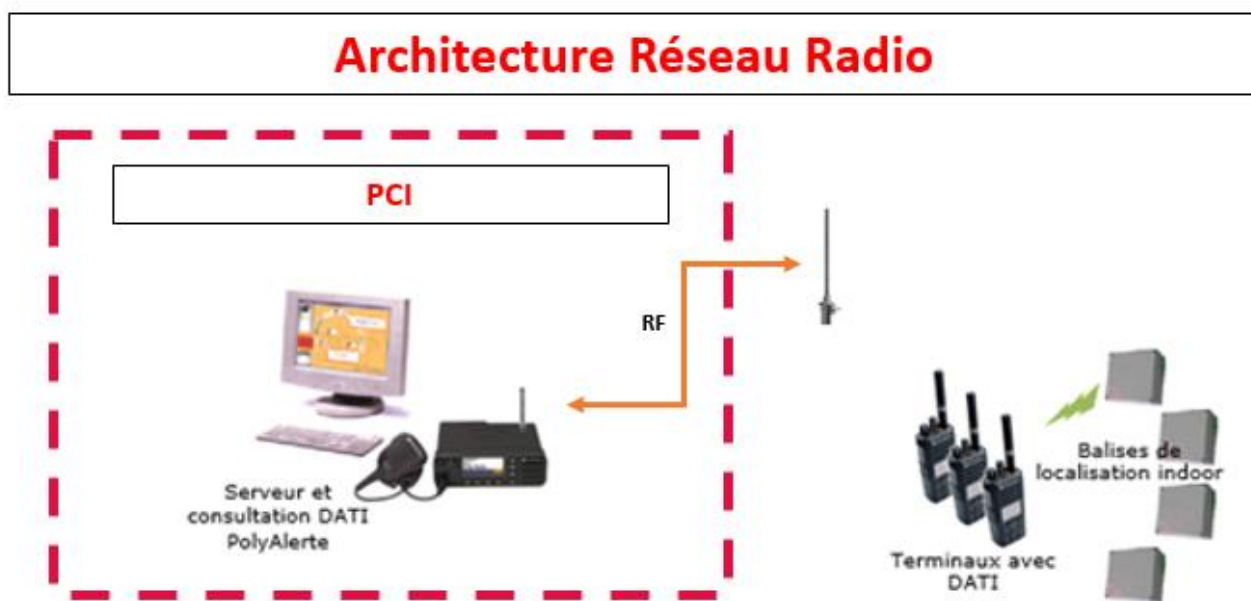 Architecture Réseau Radio
PCI
RF
Serveur et
consultation DATI
PolyAlerte
Terminaux avec
DATI
Balises de
localisation indoor